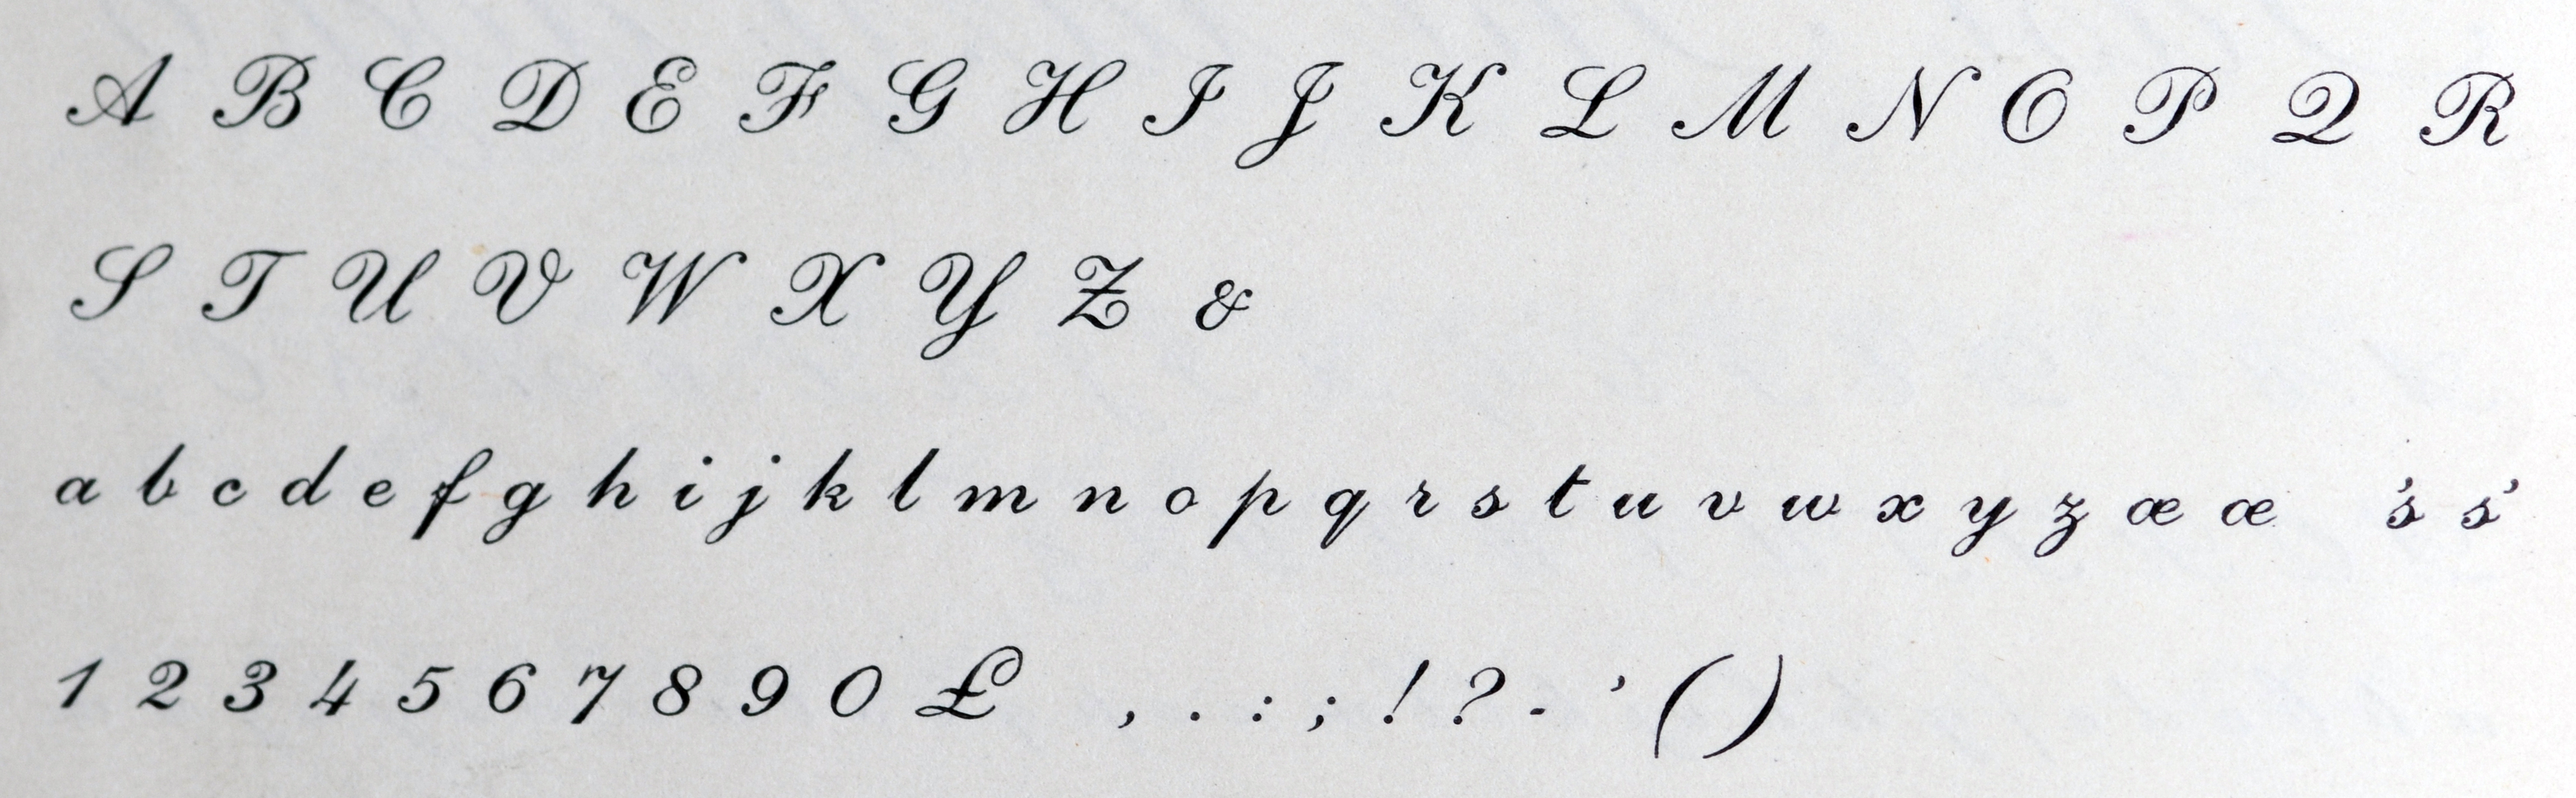 A B C D E F G H I J K L M N O P Q R
S T U V W X Y Z &
a b c d e f g h i j k l m n o p q r s t u v w x y z æ œ 's s'
1 2 3 4 5 6 7 8 9 0 £ , . : ; ! ? - ' ( )